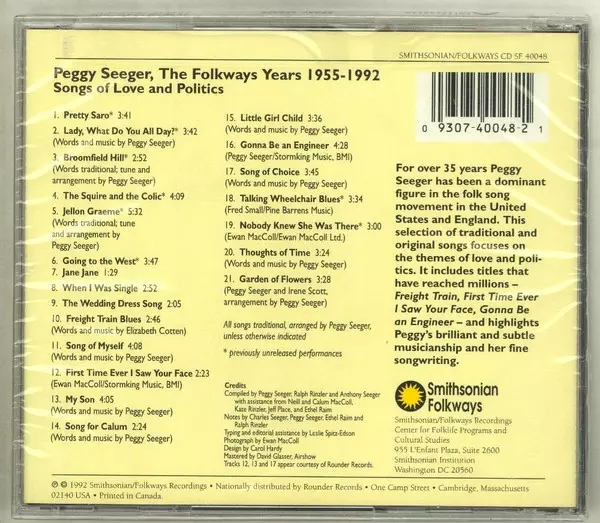 SMITHSONIAN/FOLKWAYS CD SF 40048
Peggy Seeger, The Folkways Years 1955-1992
Songs of Love and Politics
1. Pretty Saro* 3:41
2. Lady, What Do You All Day?* 3:42
(Words and music by Peggy Seeger)
3. Broomfield Hill* 2:52
(Words traditional; tune and
arrangement by Peggy Seeger)
4. The Squire and the Colic* 4:09
5. Jellon Graeme* 5:32
(Words traditional; tune
and arrangement by
Peggy Seeger)
6. Going to the West* 3:47
7. Jane Jane 1:29
8. When I Was Single 2:52
9. The Wedding Dress Song 2:05
10. Freight Train Blues 2:46
(Words and music by Elizabeth Cotten)
11. Song of Myself 4:08
(Words and music by Peggy Seeger)
12. First Time Ever I Saw Your Face 2:23
(Ewan MacColl/Stormking Music, BMI)
13. My Son 4:05
(Words and music by Peggy Seeger)
14. Song for Calum 2:24
(Words and music by Peggy Seeger)
15. Little Girl Child 3:36
(Words and music by Peggy Seeger)
16. Gonna Be an Engineer 4:28
(Peggy Seeger/Stormking Music, BMI)
17. Song of Choice 3:45
(Words and music by Peggy Seeger)
18. Talking Wheelchair Blues* 3:34
(Fred Small/Pine Barrens Music)
19. Nobody Knew She Was There* 3:00
(Ewan MacColl/Ewan MacColl Ltd.)
20. Thoughts of Time 3:24
(Words and music by Peggy Seeger)
21. Garden of Flowers 3:28
(Peggy Seeger and Irene Scott,
arrangement by Peggy Seeger)
All songs traditional, arranged by Peggy Seeger,
unless otherwise indicated
* previously unreleased performances
Credits
Compiled by Peggy Seeger, Ralph Rinzler and Anthony Seeger
with assistance from Neill and Calum MacColl,
Kate Rinzler, Jeff Place, and Ethel Raim
Notes by Charles Seeger, Peggy Seeger, Ethel Raim and
Ralph Rinzler
Typing and editorial assistance by Leslie Spitz-Edson
Photograph by Ewan MacColl
Design by Carol Hardy
Mastered by David Glasser, Airshow
Tracks 12, 13 and 17 appear courtesy of Rounder Records.
0 9307-40048-2 1
For over 35 years Peggy
Seeger has been a dominant
figure in the folk song
movement in the United
States and England. This
selection of traditional and
original songs focuses on
the themes of love and poli-
tics. It includes titles that
have reached millions –
Freight Train, First Time Ever
I Saw Your Face, Gonna Be
an Engineer – and highlights
Peggy's brilliant and subtle
musicianship and her fine
songwriting.
Smithsonian
Folkways
Smithsonian/Folkways Recordings
Center for Folklife Programs and
Cultural Studies
955 L'Enfant Plaza, Suite 2600
Smithsonian Institution
Washington DC 20560
℗ © 1992 Smithsonian/Folkways Recordings • Nationally distributed by Rounder Records • One Camp Street • Cambridge, Massachusetts
02140 USA • Printed in Canada.